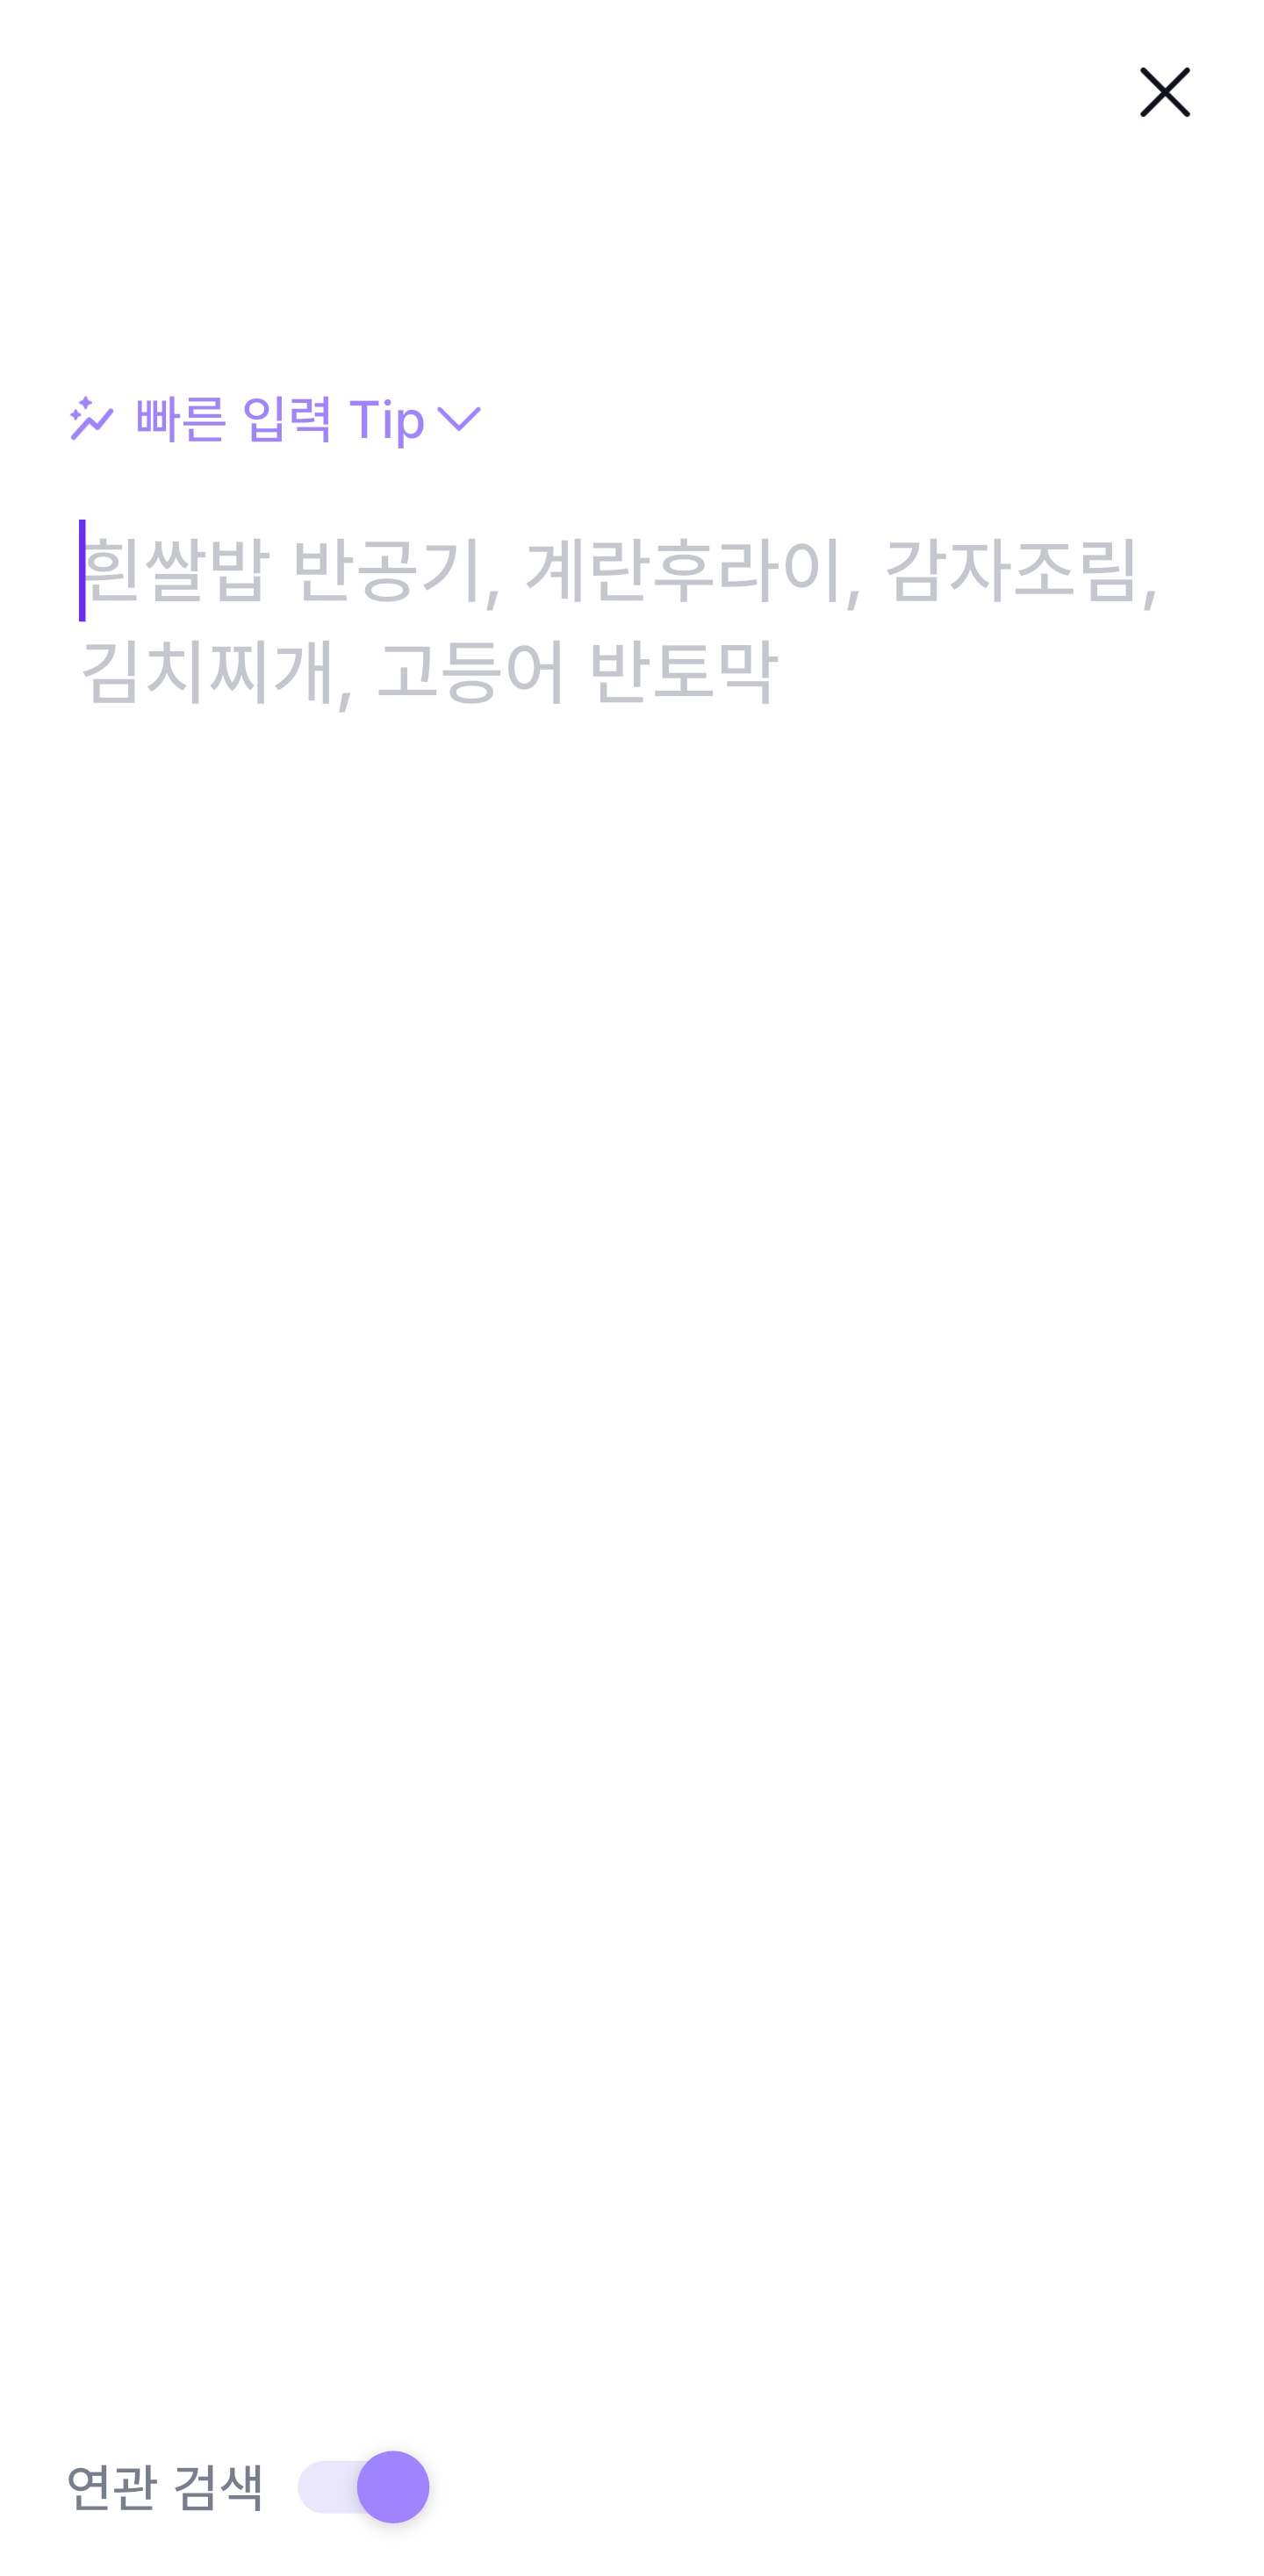 빠른 입력 Tip
흰쌀밥 반공기, 계란후라이, 감자조림,
김치찌개, 고등어 반토막
연관 검색